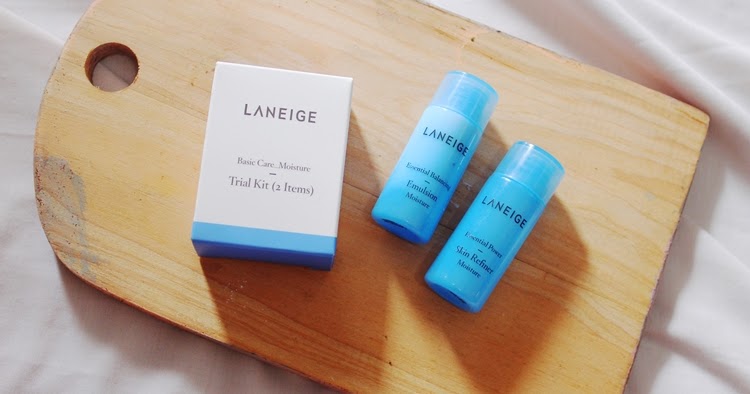 LANEIGE
Basic Care_Moisture
Trial Kit (2 Items)
LANEIGE
Essential Balancing
Emulsion
Moisture
LANEIGE
Essential Power
Skin Refiner
Moisture